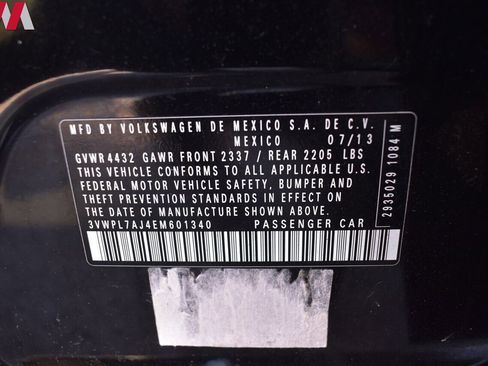 MFD BY VOLKSWAGEN DE MEXICO S.A. DE C.V.
MEXICO 07/13
GVWR4432 GAWR FRONT 2337 / REAR 2205 LBS
THIS VEHICLE CONFORMS TO ALL APPLICABLE U.S.
FEDERAL MOTOR VEHICLE SAFETY, BUMPER AND
THEFT PREVENTION STANDARDS IN EFFECT ON
THE DATE OF MANUFACTURE SHOWN ABOVE.
3VWPL7AJ4EM601340 PASSENGER CAR
2935029 1084 M